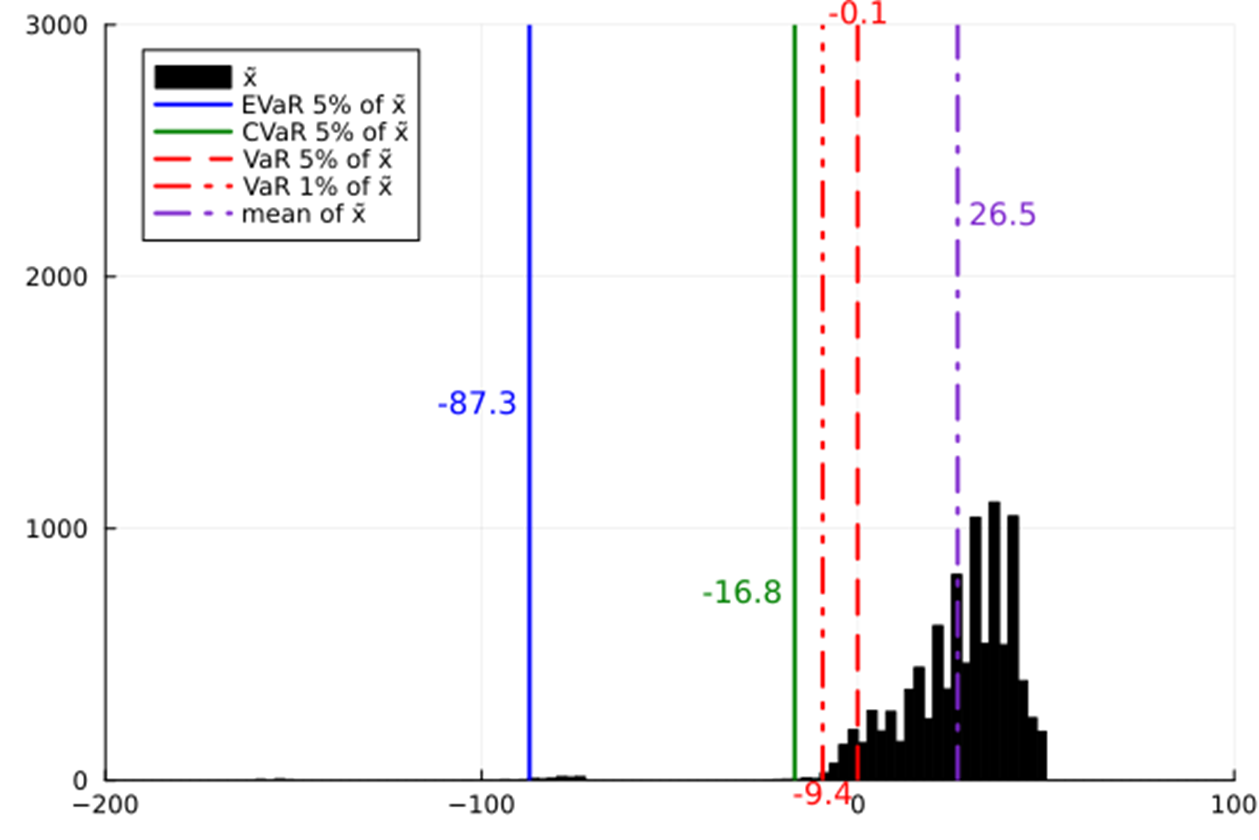 -0.1
3000
x̃
EVaR 5% of x̃
CVaR 5% of x̃
VaR 5% of x̃
VaR 1% of x̃
mean of x̃
26.5
2000
-87.3
1000
-16.8
0
-9.4
−200
−100
0
100